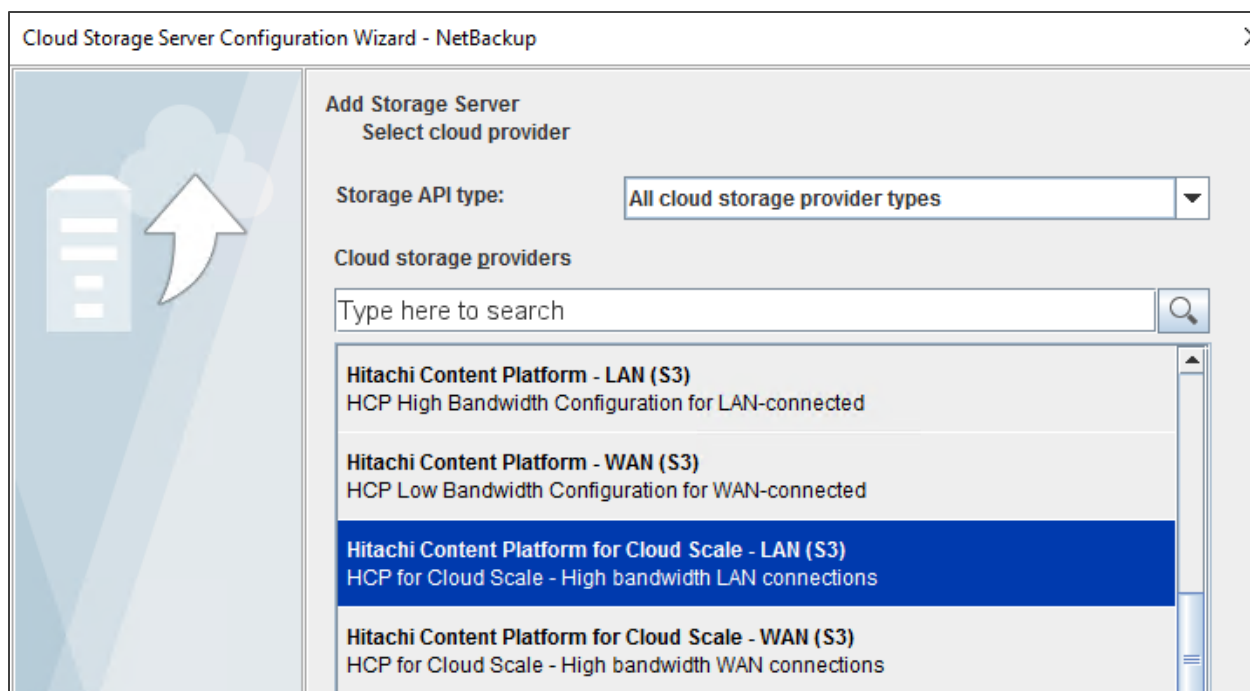 Cloud Storage Server Configuration Wizard - NetBackup
Add Storage Server
Select cloud provider
Storage API type:
All cloud storage provider types
Cloud storage providers
Type here to search
Hitachi Content Platform - LAN (S3)
HCP High Bandwidth Configuration for LAN-connected
Hitachi Content Platform - WAN (S3)
HCP Low Bandwidth Configuration for WAN-connected
Hitachi Content Platform for Cloud Scale - LAN (S3)
HCP for Cloud Scale - High bandwidth LAN connections
Hitachi Content Platform for Cloud Scale - WAN (S3)
HCP for Cloud Scale - High bandwidth WAN connections